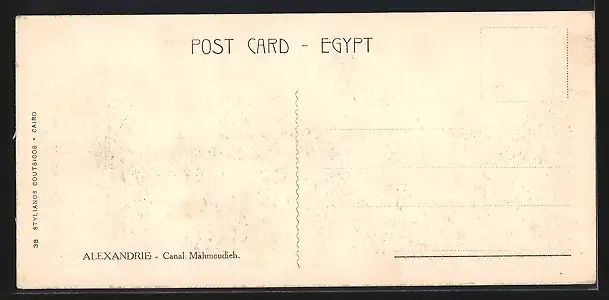 POST CARD - EGYPT
38 STYLIANOS COUTSICOS • CAIRO
ALEXANDRIE - Canal Mahmoudieh.